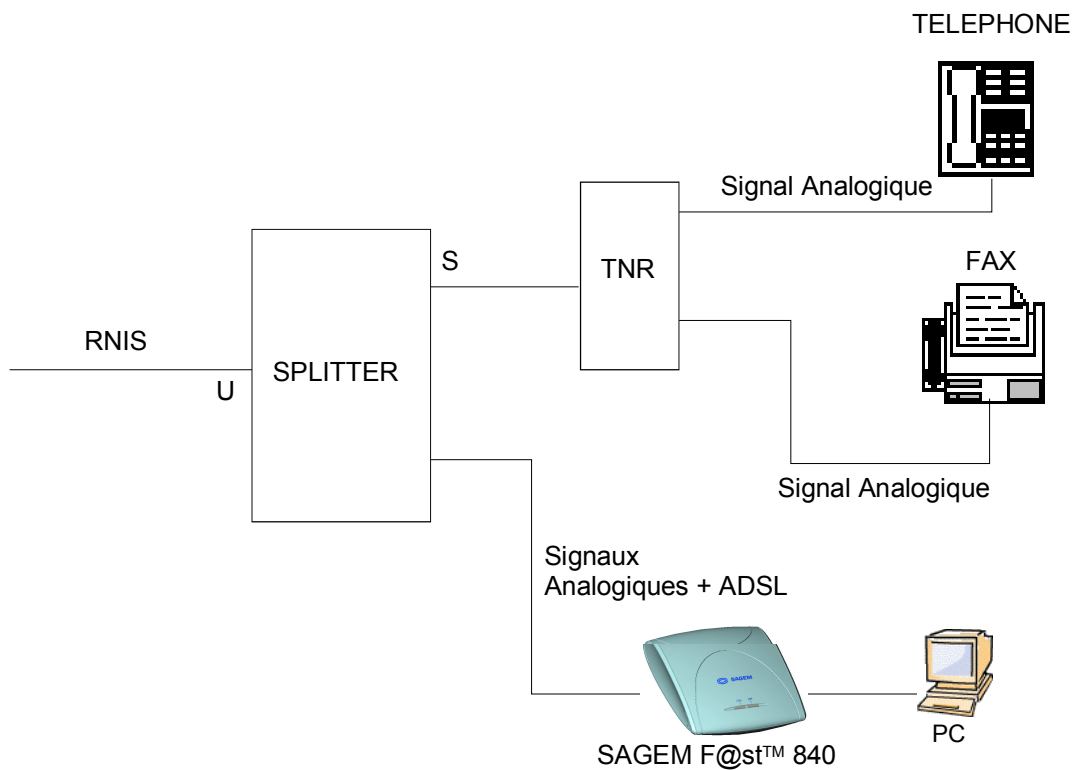 TELEPHONE
Signal Analogique
S
TNR
FAX
RNIS
U
SPLITTER
Signal Analogique
Signaux
Analogiques + ADSL
SAGEM
PC
SAGEM F@st™ 840